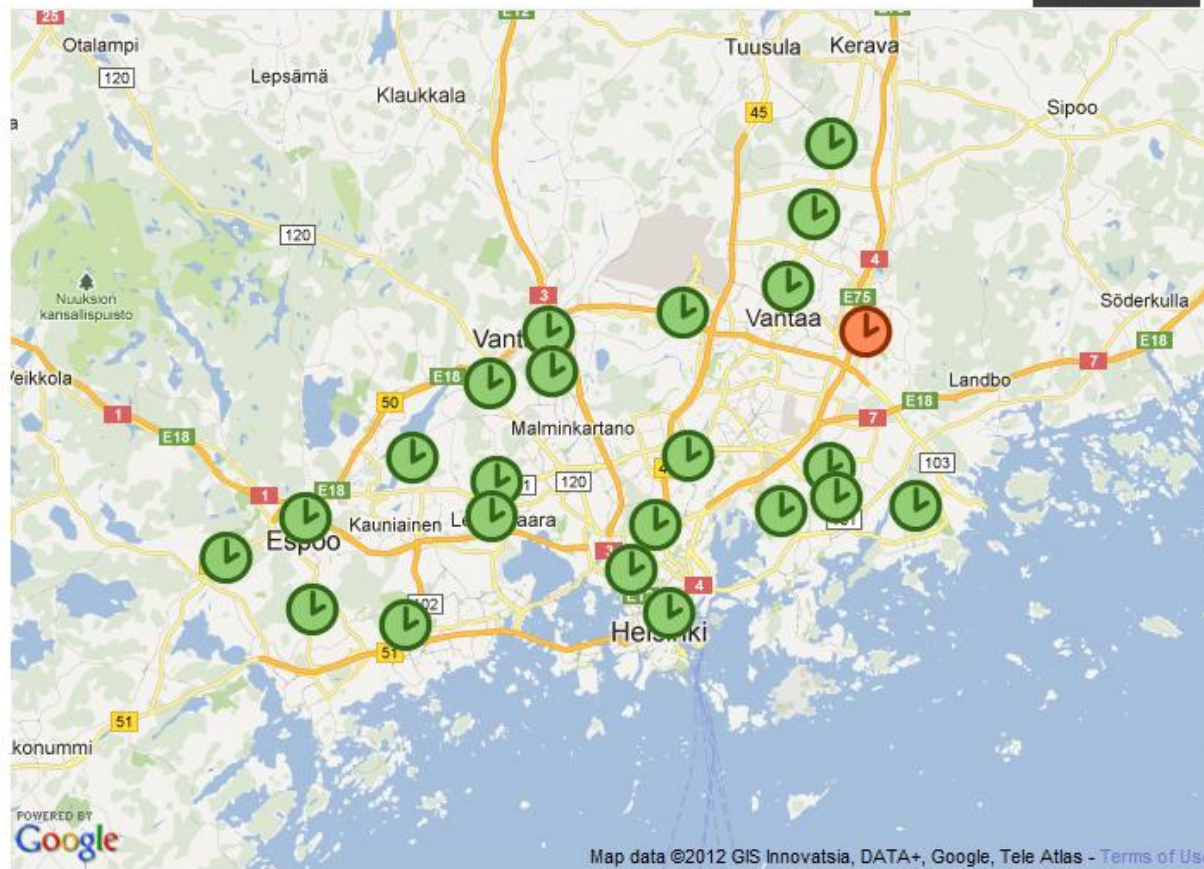 25
E12
Otalampi
Tuusula
Kerava
120
Lepsämä
Klaukkala
Sipoo
45
a
120
4
Nuuksion
kansallispuisto
3
E75
Söderkulla
Vantaa
E18
7
Veikkola
E18
Landbo
50
E18
1
7
Malminkartano
E18
103
120
1
E18
Kauniainen
Espoo
3
4
102
Helsinki
51
51
konummi
POWERED BY
Google
Map data ©2012 GIS Innovatsia, DATA+, Google, Tele Atlas - Terms of Us